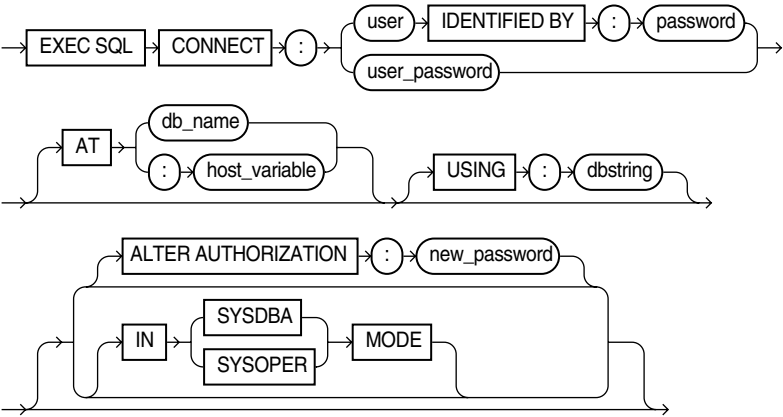 user IDENTIFIED BY : password
EXEC SQL CONNECT :
user_password
db_name
AT
: host_variable
USING : dbstring
ALTER AUTHORIZATION : new_password
SYSDBA
IN MODE
SYSOPER